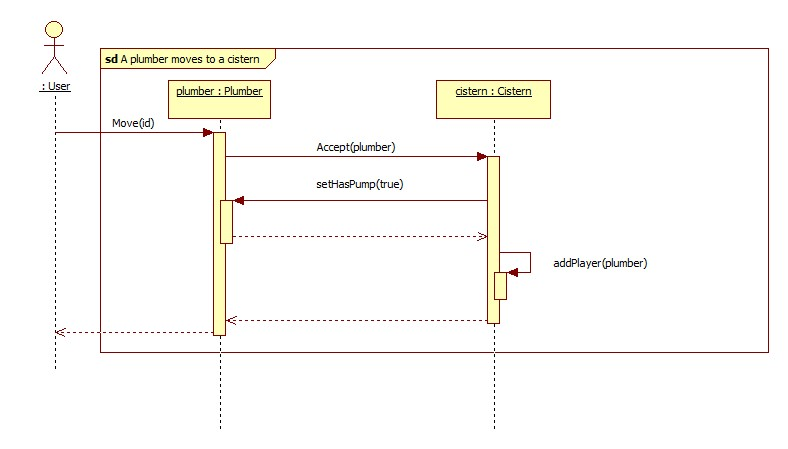 : User
sd A plumber moves to a cistern
plumber : Plumber
cistern : Cistern
Move(id)
Accept(plumber)
setHasPump(true)
addPlayer(plumber)